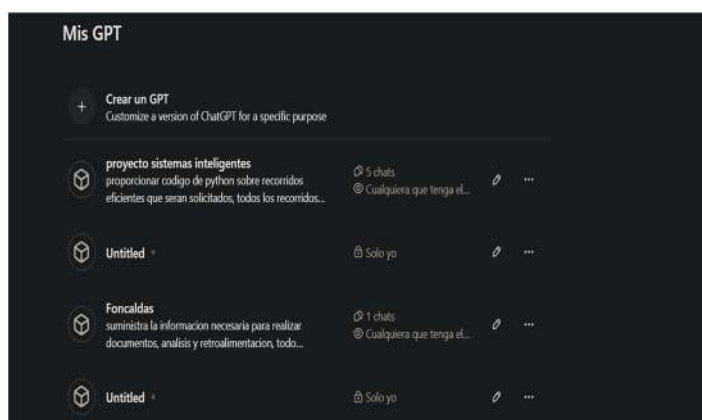 Mis GPT
Crear un GPT
Customize a version of ChatGPT for a specific purpose
proyecto sistemas inteligentes
proporcionar codigo de python sobre recorridos
eficientes que seran solicitados, todos los recorridos...
5 chats
Cualquiera que tenga el...
Untitled
Solo yo
Foncaldas
suministra la informacion necesaria para realizar
documentos, analisis y retroalimentacion, todo...
1 chats
Cualquiera que tenga el...
Untitled
Solo yo